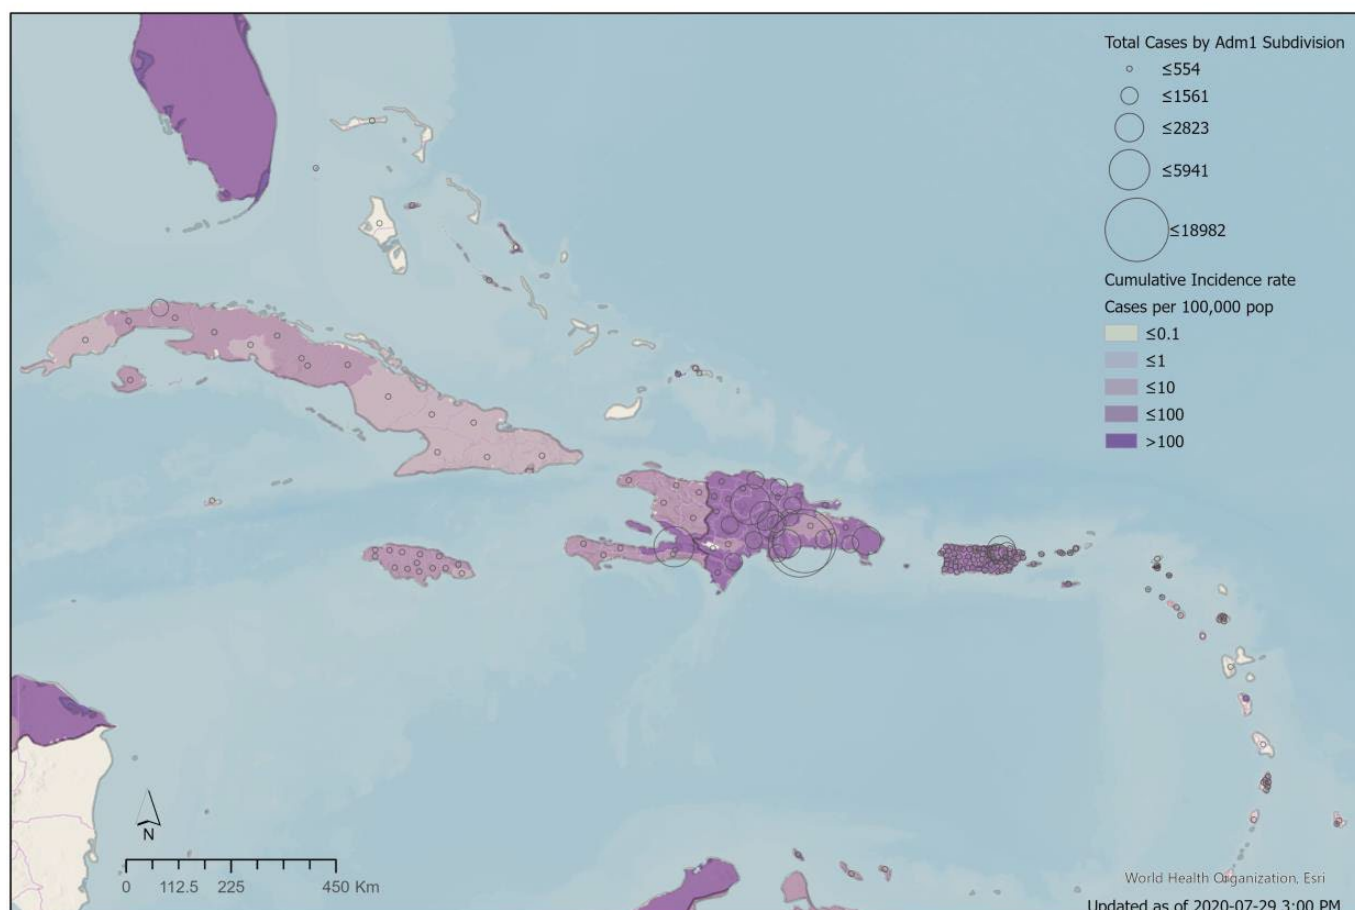 Total Cases by Adm1 Subdivision
≤554
≤1561
≤2823
≤5941
≤18982
Cumulative Incidence rate
Cases per 100,000 pop
≤0.1
≤1
≤10
≤100
>100
N
0 112.5 225 450 Km
World Health Organization, Esri
Updated as of 2020-07-29 3:00 PM